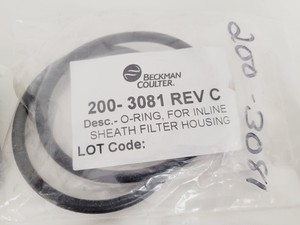 BECKMAN
COULTER.
200- 3081 REV C
Desc.- O-RING, FOR INLINE
SHEATH FILTER HOUSING
LOT Code:
200-3081